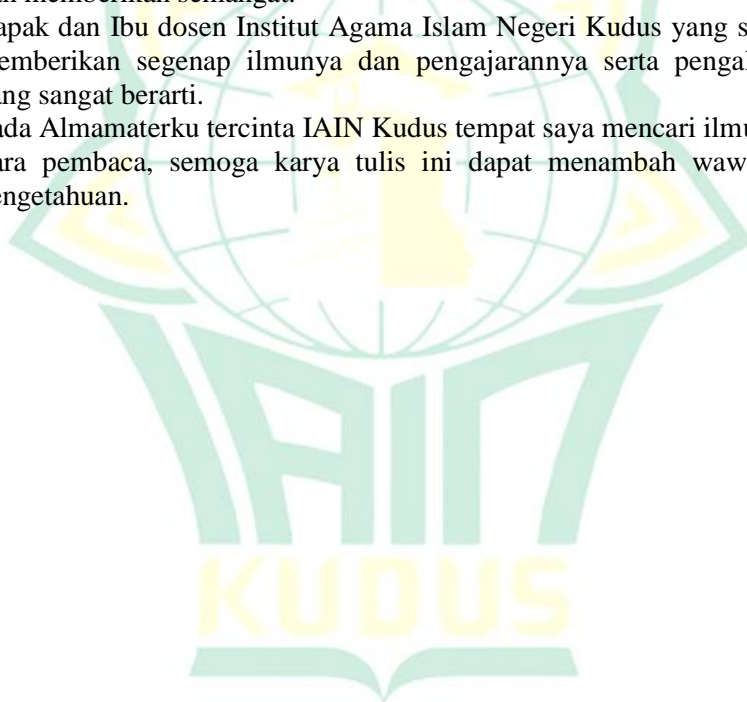 memberikan semangat.
apak dan Ibu dosen Institut Agama Islam Negeri Kudus yang s
emberikan segenap ilmunya dan pengajarannya serta pengal
ang sangat berarti.
ada Almamaterku tercinta IAIN Kudus tempat saya mencari ilmu
ara pembaca, semoga karya tulis ini dapat menambah waw
engetahuan.
IAIN
KUDUS